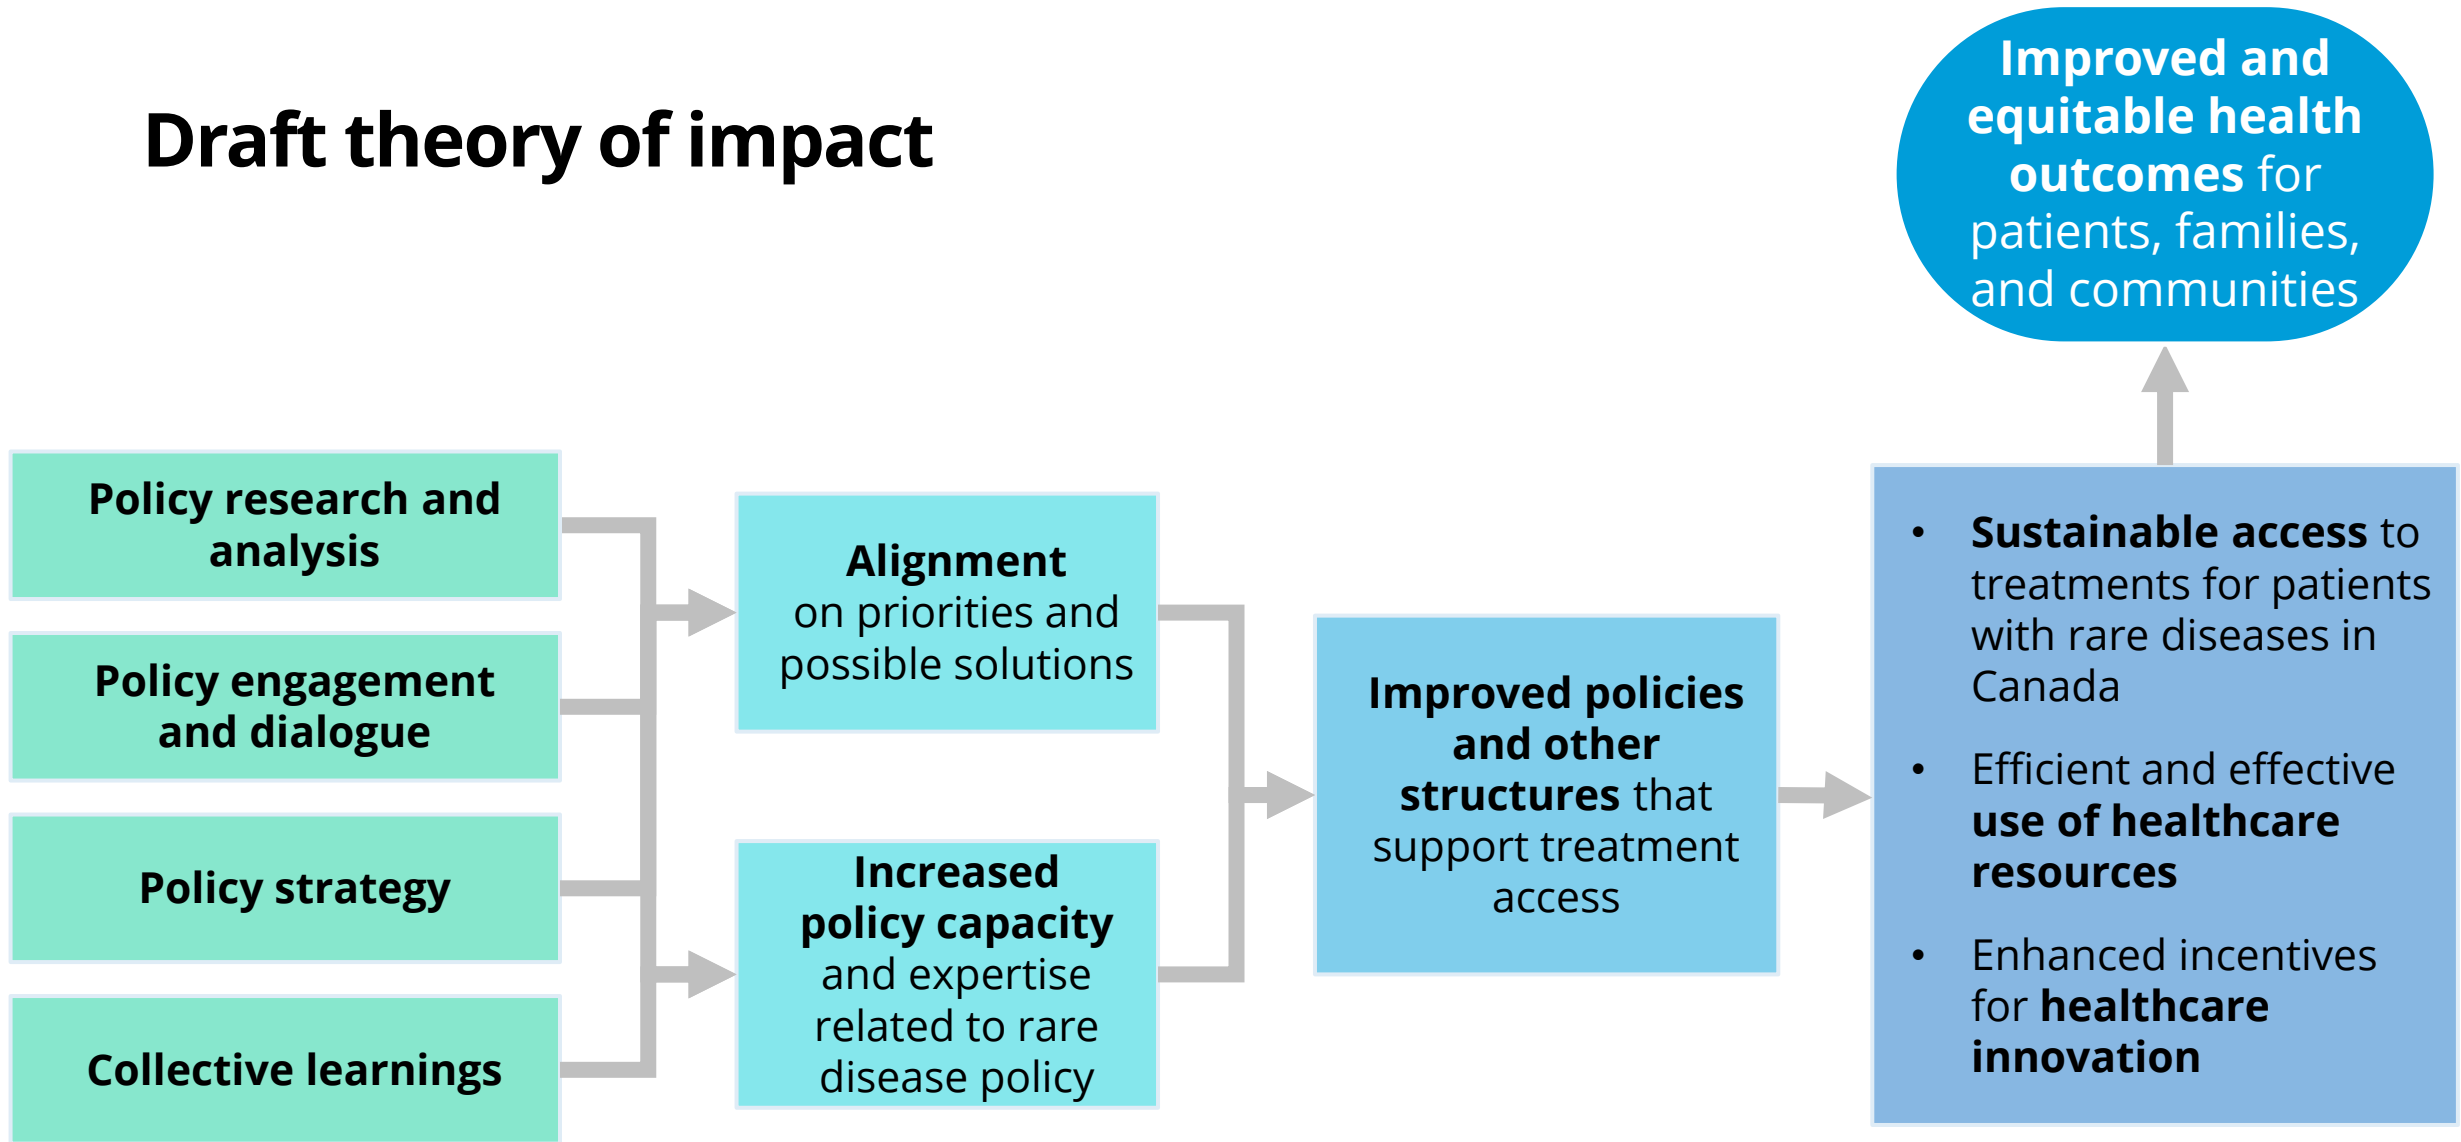 Draft theory of impact
Improved and
equitable health
outcomes for
patients, families,
and communities
Policy research and
analysis
Policy engagement
and dialogue
Policy strategy
Collective learnings
Alignment
on priorities and
possible solutions
Increased
policy capacity
and expertise
related to rare
disease policy
Improved policies
and other
structures that
support treatment
access
• Sustainable access to
treatments for patients
with rare diseases in
Canada
• Efficient and effective
use of healthcare
resources
• Enhanced incentives
for healthcare
innovation